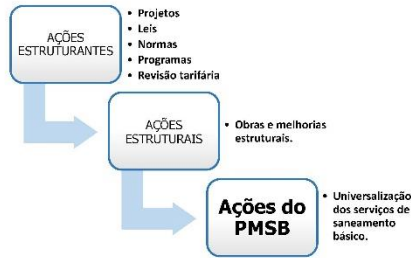 AÇÕES
ESTRUTURANTES
• Projetos
• Leis
• Normas
• Programas
• Revisão tarifária
AÇÕES
ESTRUTURAIS
• Obras e melhorias
estruturais.
Ações do
PMSB
• Universalização
dos serviços de
saneamento
básico.